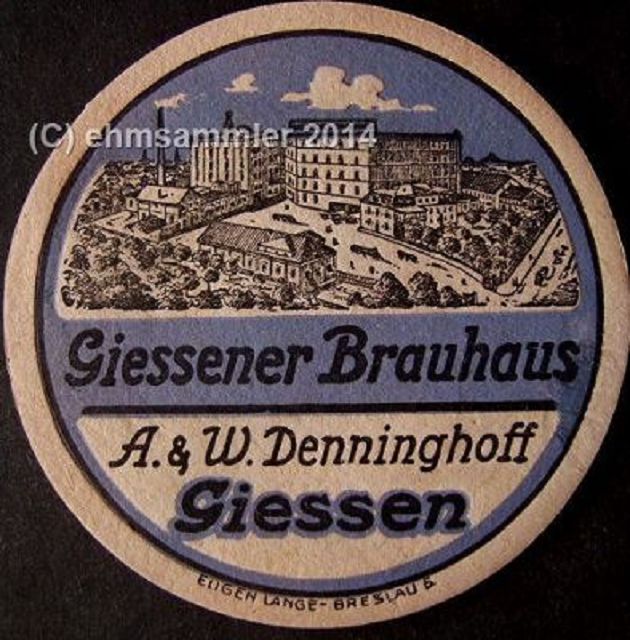 (C) ehmsammler 2014
Giessener Brauhaus
A. & W. Denninghoff
Giessen
EUGEN LANGE - BRESLAU 6